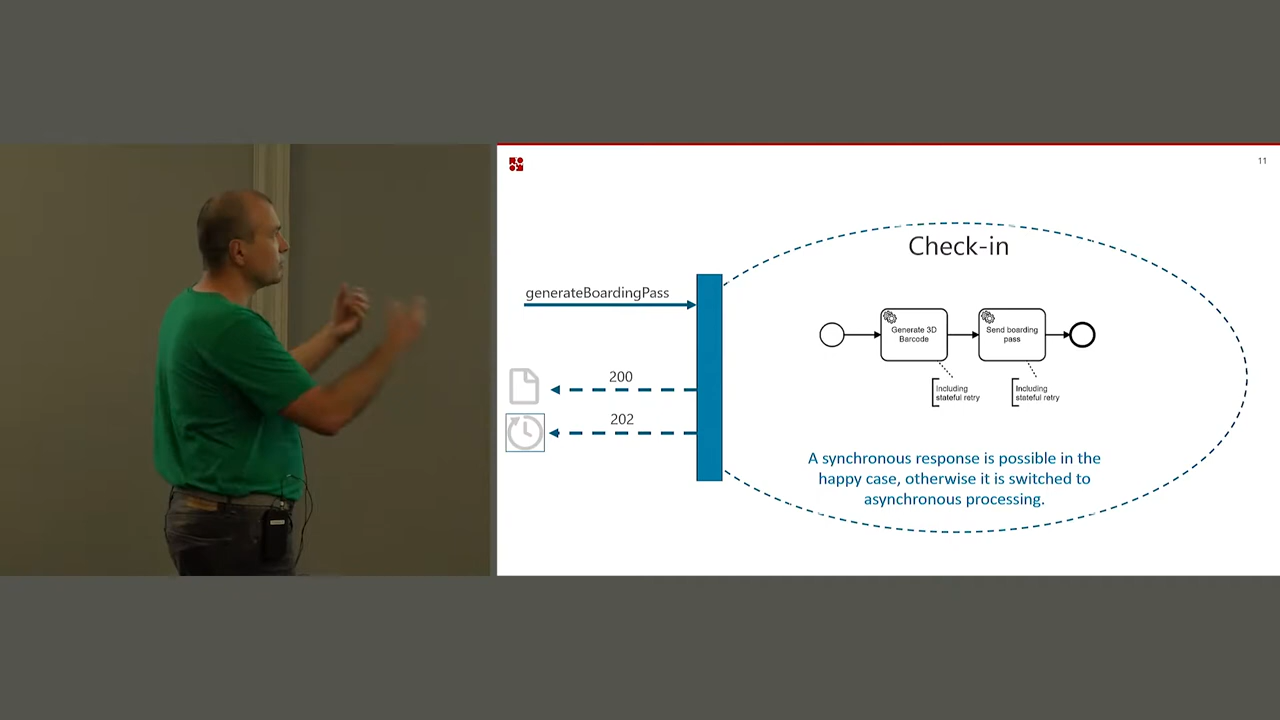 11
Check-in
generateBoardingPass
Generate 3D
Barcode
Send boarding
pass
200
Including
stateful retry
Including
stateful retry
202
A synchronous response is possible in the
happy case, otherwise it is switched to
asynchronous processing.